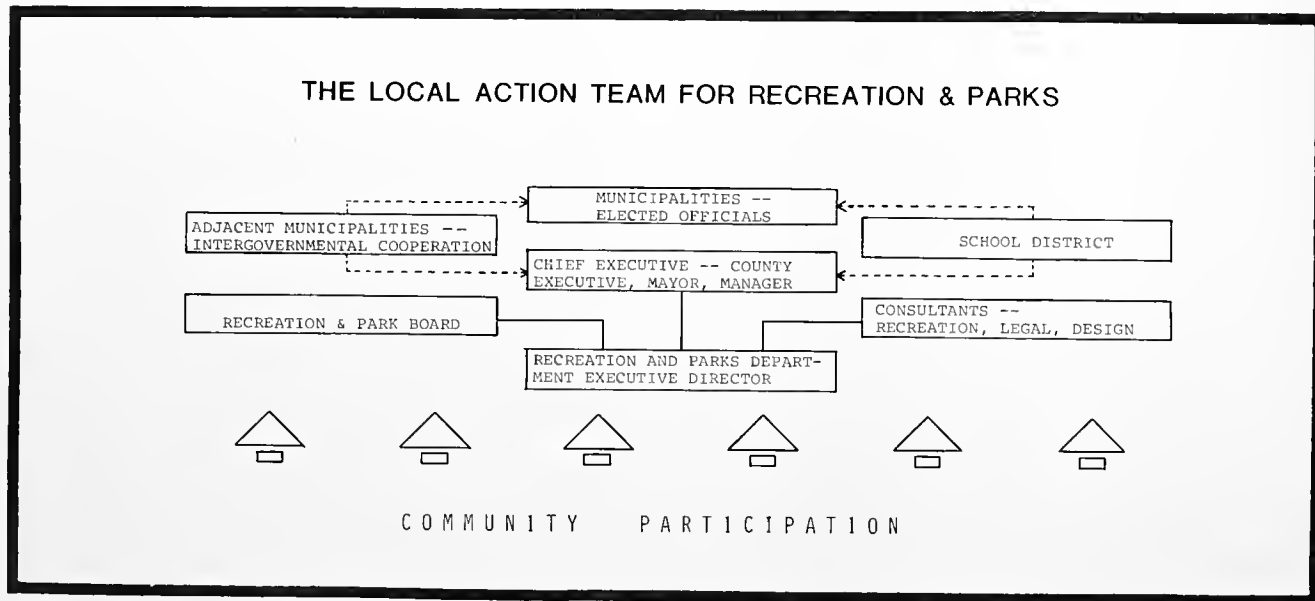 THE LOCAL ACTION TEAM FOR RECREATION & PARKS
MUNICIPALITIES --
ELECTED OFFICIALS
ADJACENT MUNICIPALITIES --
INTERGOVERNMENTAL COOPERATION
SCHOOL DISTRICT
CHIEF EXECUTIVE -- COUNTY
EXECUTIVE, MAYOR, MANAGER
RECREATION & PARK BOARD
CONSULTANTS --
RECREATION, LEGAL, DESIGN
RECREATION AND PARKS DEPART-
MENT EXECUTIVE DIRECTOR
COMMUNITY PARTICIPATION